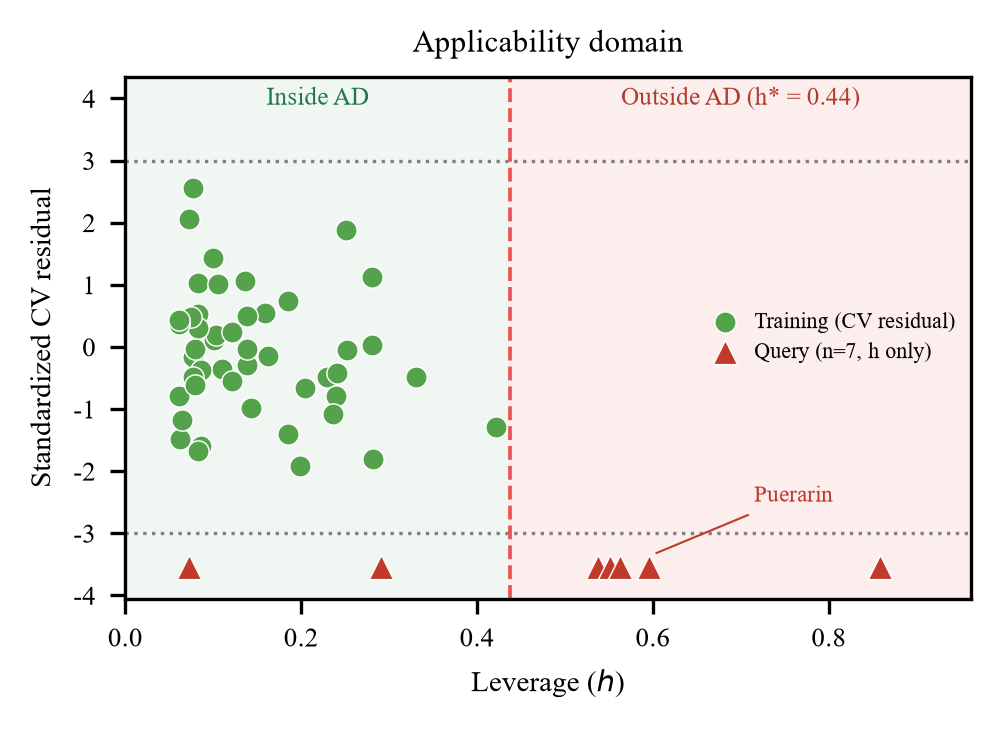 Applicability domain
Inside AD
Outside AD (h* = 0.44)
Standardized CV residual
4
3
2
1
0
-1
-2
-3
-4
Training (CV residual)
Query (n=7, h only)
Puerarin
0.0
0.2
0.4
0.6
0.8
Leverage (h)